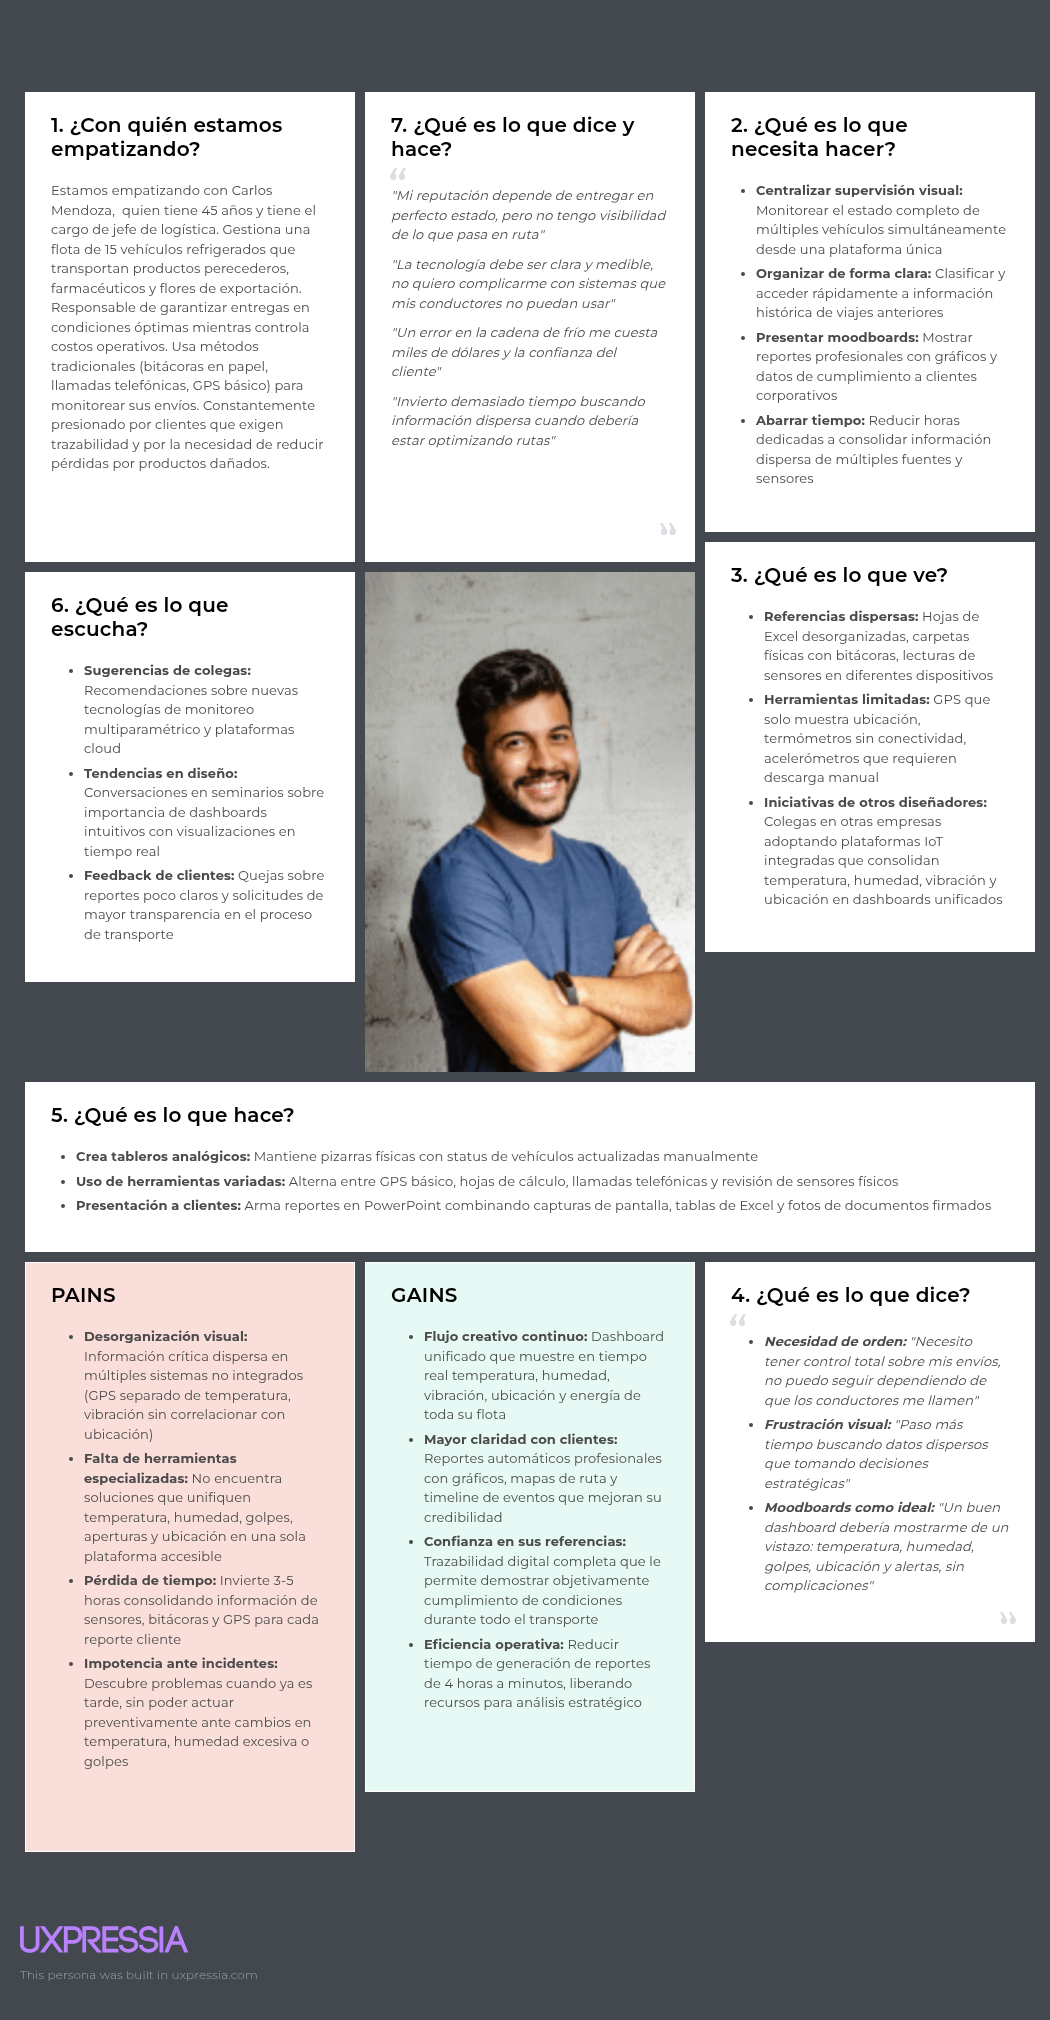 1. ¿Con quién estamos
empatizando?
Estamos empatizando con Carlos
Mendoza,  quien tiene 45 años y tiene el
cargo de jefe de logística. Gestiona una
flota de 15 vehículos refrigerados que
transportan productos perecederos,
farmacéuticos y flores de exportación.
Responsable de garantizar entregas en
condiciones óptimas mientras controla
costos operativos. Usa métodos
tradicionales (bitácoras en papel,
llamadas telefónicas, GPS básico) para
monitorear sus envíos. Constantemente
presionado por clientes que exigen
trazabilidad y por la necesidad de reducir
pérdidas por productos dañados.
7. ¿Qué es lo que dice y
hace?
“
"Mi reputación depende de entregar en
perfecto estado, pero no tengo visibilidad
de lo que pasa en ruta"
"La tecnología debe ser clara y medible,
no quiero complicarme con sistemas que
mis conductores no puedan usar"
"Un error en la cadena de frío me cuesta
miles de dólares y la confianza del
cliente"
"Invierto demasiado tiempo buscando
información dispersa cuando debería
estar optimizando rutas"
”
2. ¿Qué es lo que
necesita hacer?
• Centralizar supervisión visual:
Monitorear el estado completo de
múltiples vehículos simultáneamente
desde una plataforma única
• Organizar de forma clara: Clasificar y
acceder rápidamente a información
histórica de viajes anteriores
• Presentar moodboards: Mostrar
reportes profesionales con gráficos y
datos de cumplimiento a clientes
corporativos
• Abarrar tiempo: Reducir horas
dedicadas a consolidar información
dispersa de múltiples fuentes y
sensores
6. ¿Qué es lo que
escucha?
• Sugerencias de colegas:
Recomendaciones sobre nuevas
tecnologías de monitoreo
multiparamétrico y plataformas
cloud
• Tendencias en diseño:
Conversaciones en seminarios sobre
importancia de dashboards
intuitivos con visualizaciones en
tiempo real
• Feedback de clientes: Quejas sobre
reportes poco claros y solicitudes de
mayor transparencia en el proceso
de transporte
3. ¿Qué es lo que ve?
• Referencias dispersas: Hojas de
Excel desorganizadas, carpetas
físicas con bitácoras, lecturas de
sensores en diferentes dispositivos
• Herramientas limitadas: GPS que
solo muestra ubicación,
termómetros sin conectividad,
acelerómetros que requieren
descarga manual
• Iniciativas de otros diseñadores:
Colegas en otras empresas
adoptando plataformas IoT
integradas que consolidan
temperatura, humedad, vibración y
ubicación en dashboards unificados
5. ¿Qué es lo que hace?
• Crea tableros analógicos: Mantiene pizarras físicas con status de vehículos actualizadas manualmente
• Uso de herramientas variadas: Alterna entre GPS básico, hojas de cálculo, llamadas telefónicas y revisión de sensores físicos
• Presentación a clientes: Arma reportes en PowerPoint combinando capturas de pantalla, tablas de Excel y fotos de documentos firmados
PAINS
• Desorganización visual:
Información crítica dispersa en
múltiples sistemas no integrados
(GPS separado de temperatura,
vibración sin correlacionar con
ubicación)
• Falta de herramientas
especializadas: No encuentra
soluciones que unifiquen
temperatura, humedad, golpes,
aperturas y ubicación en una sola
plataforma accesible
• Pérdida de tiempo: Invierte 3-5
horas consolidando información de
sensores, bitácoras y GPS para cada
reporte cliente
• Impotencia ante incidentes:
Descubre problemas cuando ya es
tarde, sin poder actuar
preventivamente ante cambios en
temperatura, humedad excesiva o
golpes
GAINS
• Flujo creativo continuo: Dashboard
unificado que muestre en tiempo
real temperatura, humedad,
vibración, ubicación y energía de
toda su flota
• Mayor claridad con clientes:
Reportes automáticos profesionales
con gráficos, mapas de ruta y
timeline de eventos que mejoran su
credibilidad
• Confianza en sus referencias:
Trazabilidad digital completa que le
permite demostrar objetivamente
cumplimiento de condiciones
durante todo el transporte
• Eficiencia operativa: Reducir
tiempo de generación de reportes
de 4 horas a minutos, liberando
recursos para análisis estratégico
4. ¿Qué es lo que dice?
“
• Necesidad de orden: "Necesito
tener control total sobre mis envíos,
no puedo seguir dependiendo de
que los conductores me llamen"
• Frustración visual: "Paso más
tiempo buscando datos dispersos
que tomando decisiones
estratégicas"
• Moodboards como ideal: "Un buen
dashboard debería mostrarme de un
vistazo: temperatura, humedad,
golpes, ubicación y alertas, sin
complicaciones"
”
UXPRESSIA
This persona was built in uxpressia.com